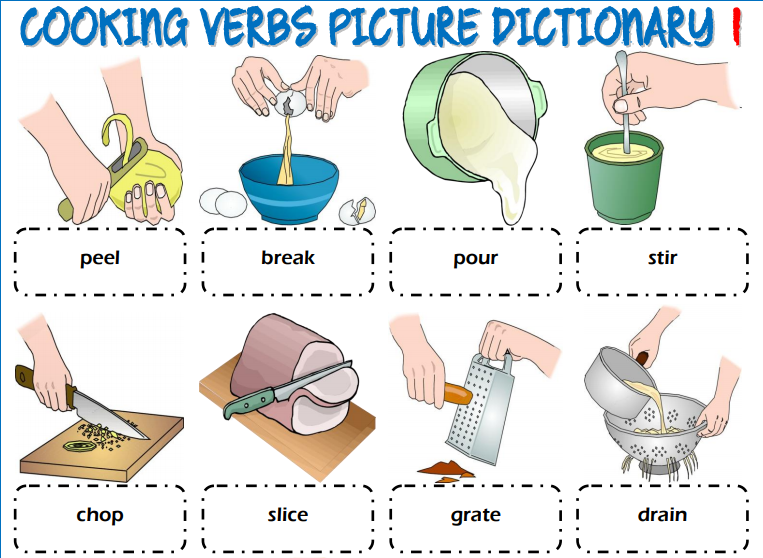 COOKING VERBS PICTURE DICTIONARY 1
peel
break
pour
stir
chop
slice
grate
drain